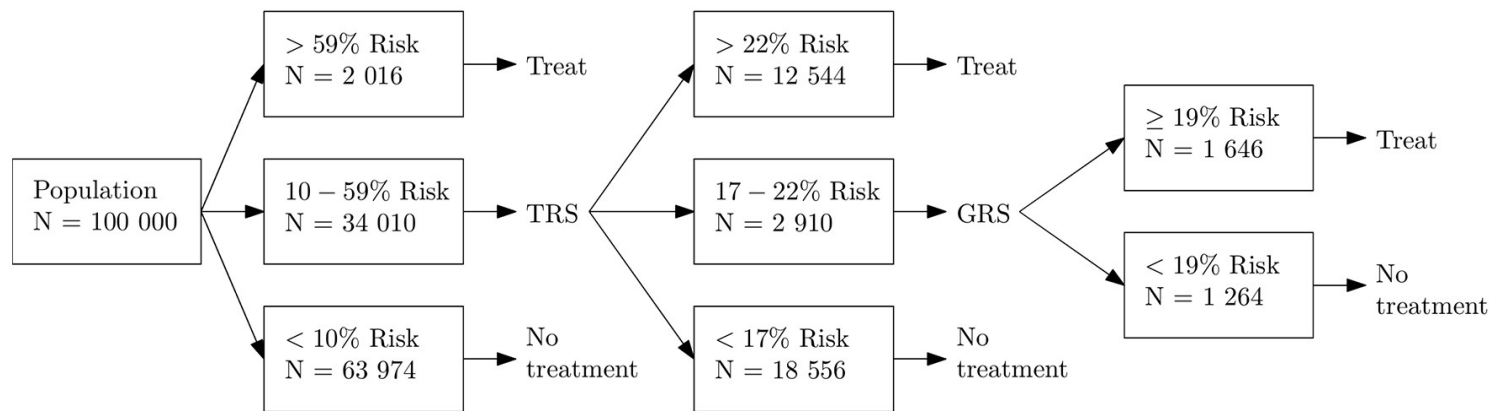 Population
N = 100 000
> 59% Risk
N = 2 016
Treat
10 − 59% Risk
N = 34 010
TRS
< 10% Risk
N = 63 974
No
treatment
> 22% Risk
N = 12 544
Treat
17 − 22% Risk
N = 2 910
GRS
< 17% Risk
N = 18 556
No
treatment
≥ 19% Risk
N = 1 646
Treat
< 19% Risk
N = 1 264
No
treatment